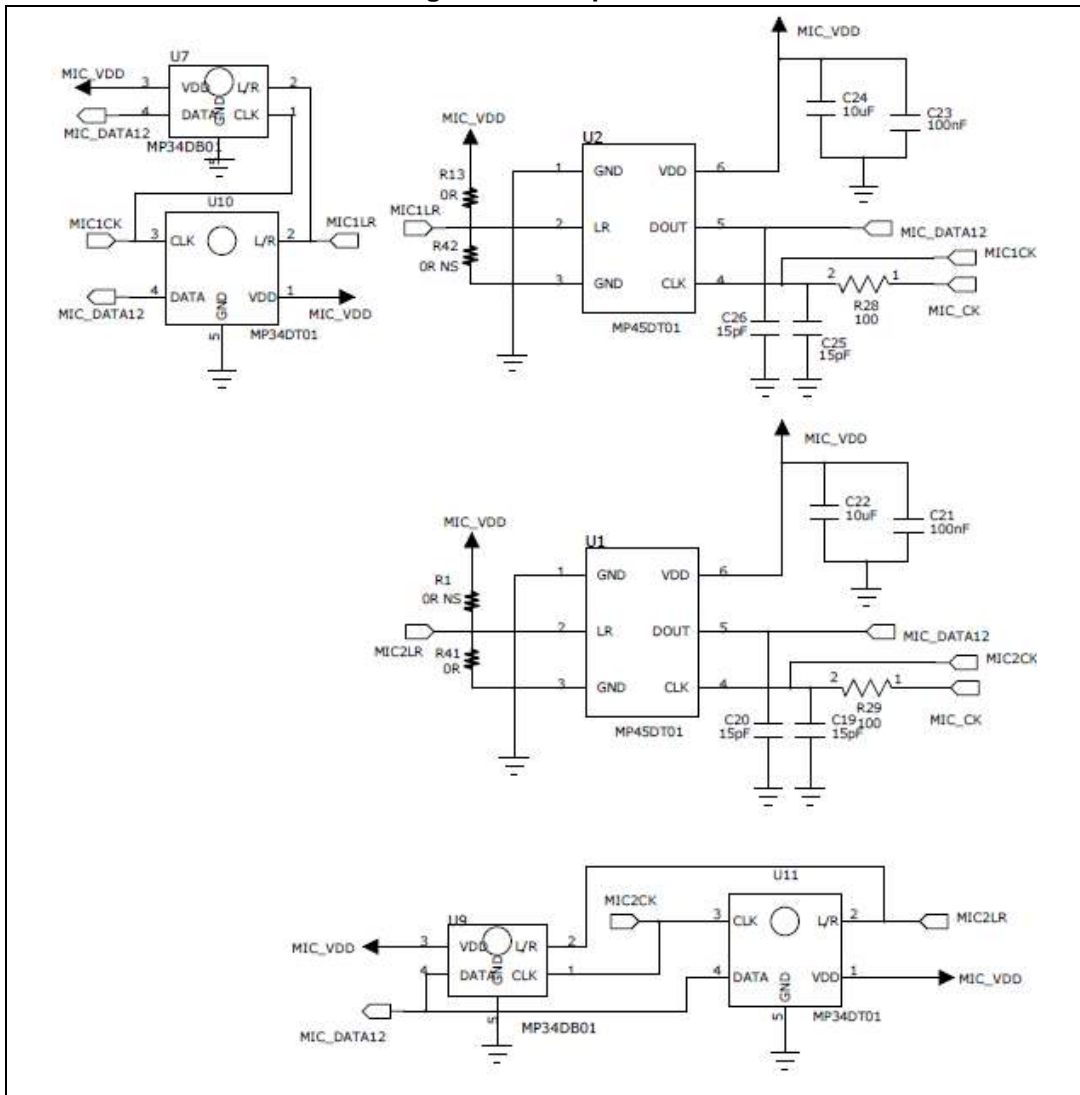 U7
MIC_VDD 3 VDD L/R 2
4 DATA CLK 1
GND
MIC_DATA12
5
MP34DB01
U10
MIC1CK 3 CLK L/R 2 MIC1LR
4 DATA VDD 1
GND
MIC_DATA12 MIC_VDD
5
MP34DT01
MIC_VDD
C24
10uF
C23
100nF
MIC_VDD
U2
R13
0R
1 GND VDD 6
MIC1LR 2 LR DOUT 5 MIC_DATA12
R42
0R NS
MIC1CK
3 GND CLK 4 2 1
R28
100
MIC_CK
MP45DT01
C26
15pF
C25
15pF
MIC_VDD
C22
10uF
C21
100nF
MIC_VDD
U1
R1
0R NS
1 GND VDD 6
2 LR DOUT 5 MIC_DATA12
MIC2LR
R41
0R
MIC2CK
3 GND CLK 4 2 1
R29
100
MIC_CK
MP45DT01
C20
15pF
C19
15pF
U11
MIC2CK 3 CLK L/R 2 MIC2LR
4 DATA VDD 1 MIC_VDD
GND
5
MP34DT01
U9
MIC_VDD 3 VDD L/R 2
4 DATA CLK 1
GND
5
MIC_DATA12
MP34DB01